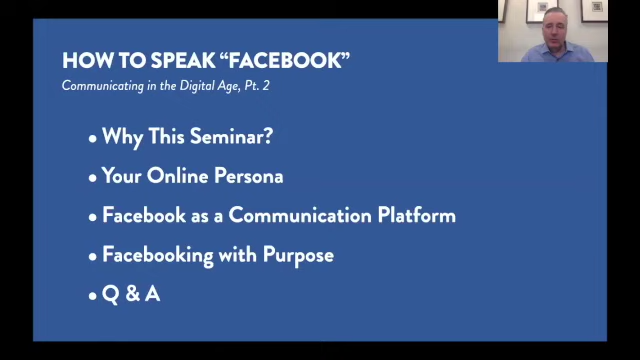 HOW TO SPEAK “FACEBOOK”
Communicating in the Digital Age, Pt. 2
• Why This Seminar?
• Your Online Persona
• Facebook as a Communication Platform
• Facebooking with Purpose
• Q & A